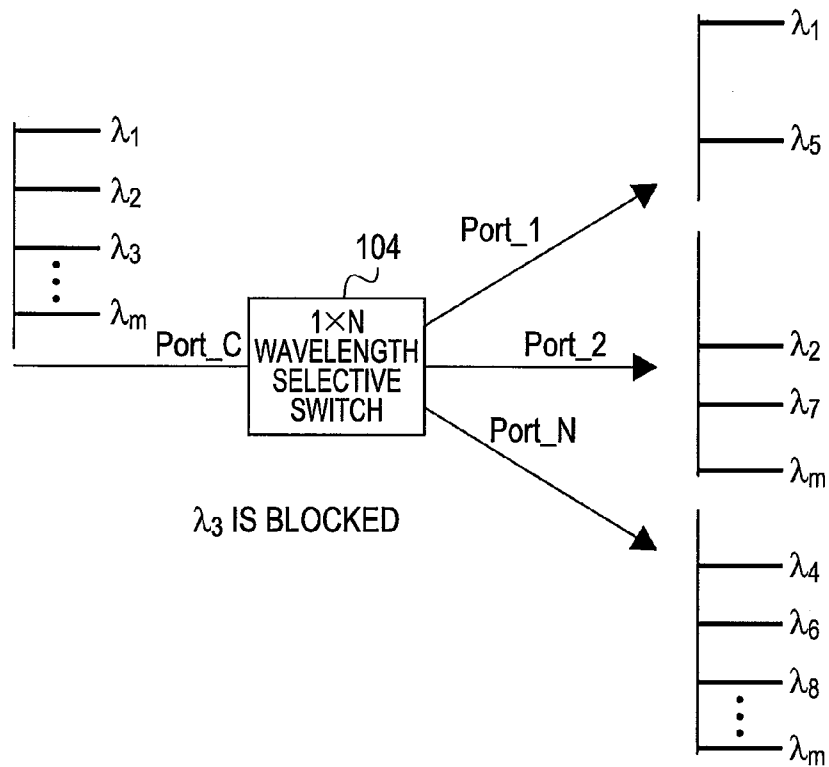 λ1
λ2
λ3
λm
Port_C
104
1×N
WAVELENGTH
SELECTIVE
SWITCH
λ3 IS BLOCKED
Port_1
Port_2
Port_N
λ1
λ5
λ2
λ7
λm
λ4
λ6
λ8
λm